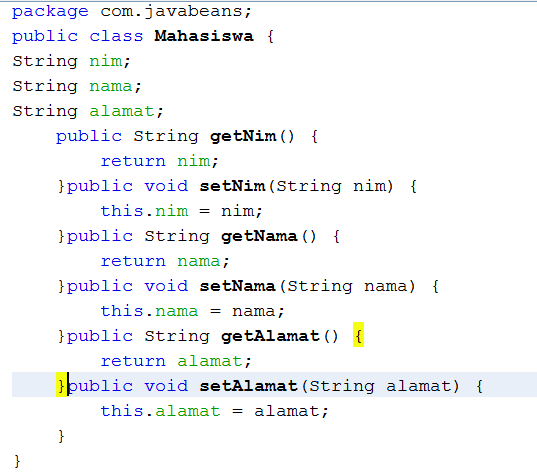 package com.javabeans;
public class Mahasiswa {
String nim;
String nama;
String alamat;
    public String getNim() {
        return nim;
    }public void setNim(String nim) {
        this.nim = nim;
    }public String getNama() {
        return nama;
    }public void setNama(String nama) {
        this.nama = nama;
    }public String getAlamat() {
        return alamat;
    }public void setAlamat(String alamat) {
        this.alamat = alamat;
    }
}